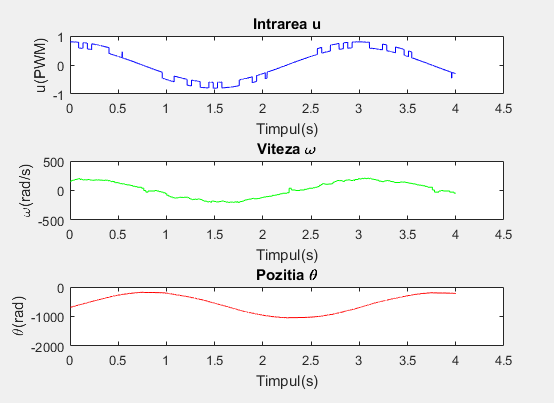 Intrarea u
u(PWM)
1
0
-1
0 0.5 1 1.5 2 2.5 3 3.5 4 4.5
Timpul(s)
Viteza ω
ω(rad/s)
500
0
-500
0 0.5 1 1.5 2 2.5 3 3.5 4 4.5
Timpul(s)
Pozitia θ
θ(rad)
0
-1000
-2000
0 0.5 1 1.5 2 2.5 3 3.5 4 4.5
Timpul(s)